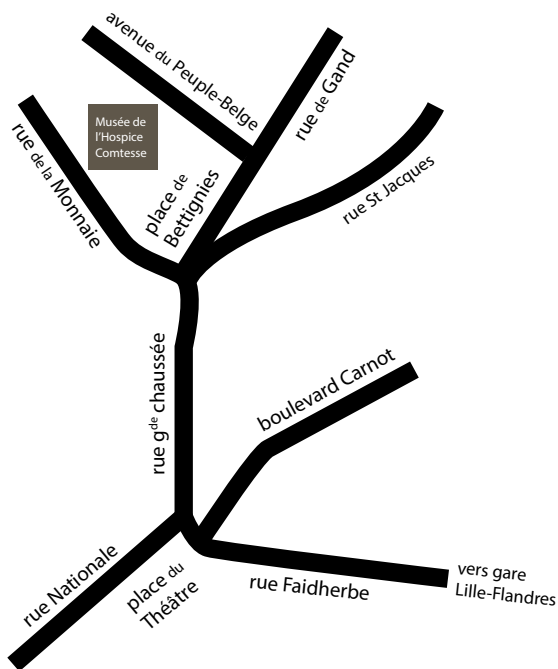 avenue du Peuple-Belge
rue de Gand
Musée de
l'Hospice
Comtesse
rue de la Monnaie
place de
Bettignies
rue St Jacques
rue gde chaussée
boulevard Carnot
rue Nationale
place du
Théâtre
rue Faidherbe
vers gare
Lille-Flandres